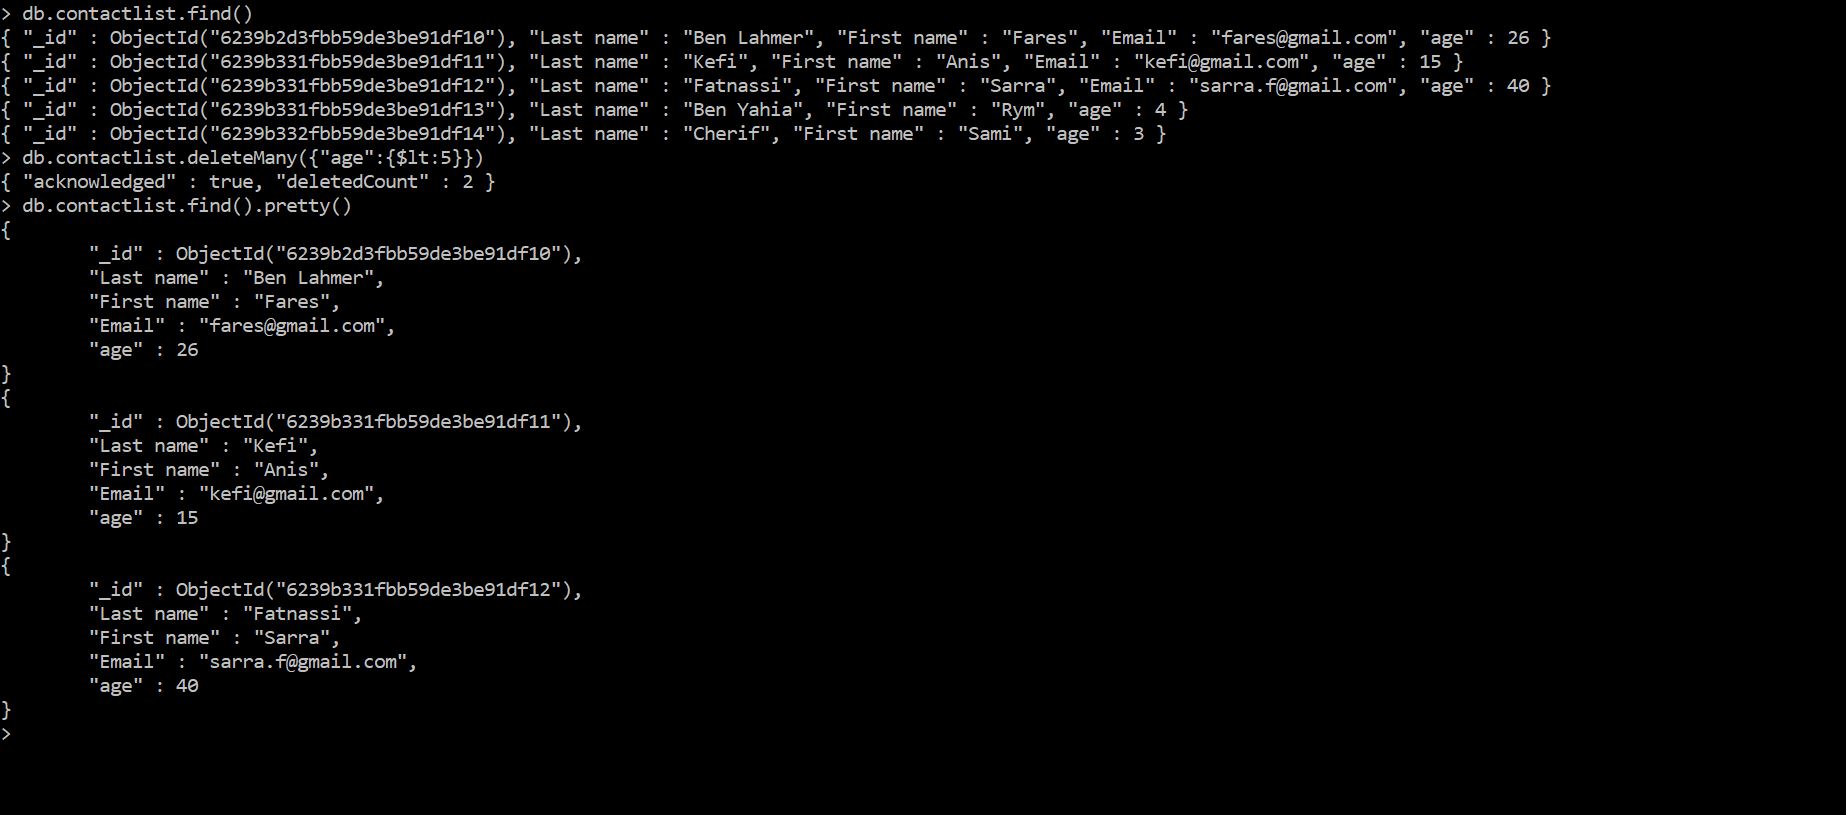 > db.contactlist.find()
{ "_id" : ObjectId("6239b2d3fbb59de3be91df10"), "Last name" : "Ben Lahmer", "First name" : "Fares", "Email" : "fares@gmail.com", "age" : 26 }
{ "_id" : ObjectId("6239b331fbb59de3be91df11"), "Last name" : "Kefi", "First name" : "Anis", "Email" : "kefi@gmail.com", "age" : 15 }
{ "_id" : ObjectId("6239b331fbb59de3be91df12"), "Last name" : "Fatnassi", "First name" : "Sarra", "Email" : "sarra.f@gmail.com", "age" : 40 }
{ "_id" : ObjectId("6239b331fbb59de3be91df13"), "Last name" : "Ben Yahia", "First name" : "Rym", "age" : 4 }
{ "_id" : ObjectId("6239b332fbb59de3be91df14"), "Last name" : "Cherif", "First name" : "Sami", "age" : 3 }
> db.contactlist.deleteMany({"age":{$lt:5}})
{ "acknowledged" : true, "deletedCount" : 2 }
> db.contactlist.find().pretty()
{
        "_id" : ObjectId("6239b2d3fbb59de3be91df10"),
        "Last name" : "Ben Lahmer",
        "First name" : "Fares",
        "Email" : "fares@gmail.com",
        "age" : 26
}
{
        "_id" : ObjectId("6239b331fbb59de3be91df11"),
        "Last name" : "Kefi",
        "First name" : "Anis",
        "Email" : "kefi@gmail.com",
        "age" : 15
}
{
        "_id" : ObjectId("6239b331fbb59de3be91df12"),
        "Last name" : "Fatnassi",
        "First name" : "Sarra",
        "Email" : "sarra.f@gmail.com",
        "age" : 40
}
>